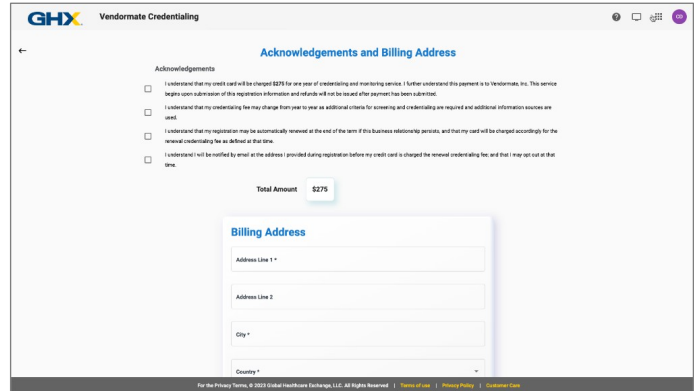 GHX Vendormate Credentialing
CD
Acknowledgements and Billing Address
Acknowledgements
I understand that my credit card will be charged $275 for one year of credentialing and monitoring service. I further understand this payment is to Vendormate, Inc. This service
begins upon submission of this registration information and refunds will not be issued after payment has been submitted.
I understand that my credentialing fee may change from year to year as additional criteria for screening and credentialing are required and additional information sources are
used.
I understand that my registration may be automatically renewed at the end of the term if this business relationship persists, and that my card will be charged accordingly for the
renewal credentialing fee as defined at that time.
I understand I will be notified by email at the address I provided during registration before my credit card is charged the renewal credentialing fee; and that I may opt out at that
time.
Total Amount $275
Billing Address
Address Line 1 *
Address Line 2
City *
Country *
For the Privacy Terms, © 2023 Global Healthcare Exchange, LLC. All Rights Reserved | Terms of use | Privacy Policy | Customer Care